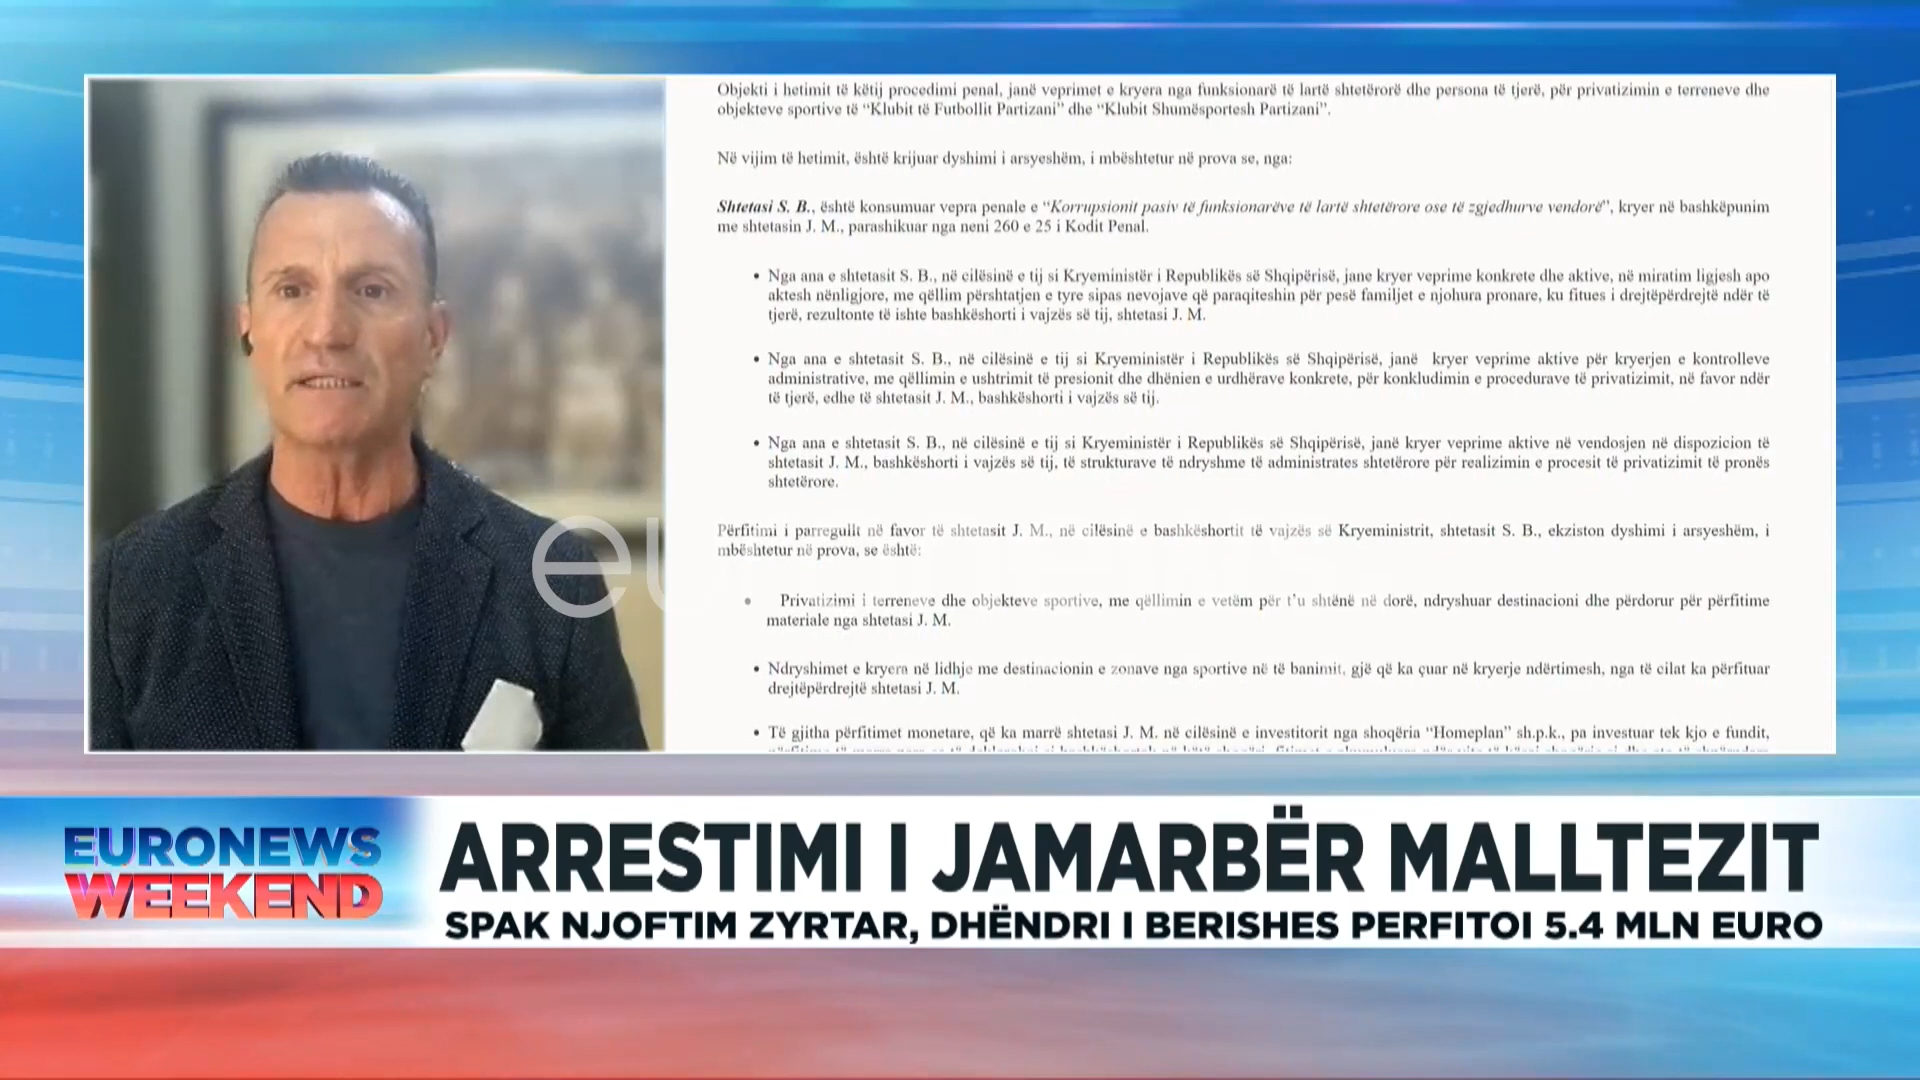 Objekti i hetimit të këtij procedimi penal, janë veprimet e kryera nga funksionarë të lartë shtetërorë dhe persona të tjerë, për privatizimin e terreneve dhe
objekteve sportive të “Klubit të Futbollit Partizani” dhe “Klubit Shumësportesh Partizani”.
Në vijim të hetimit, është krijuar dyshimi i arsyeshëm, i mbështetur në prova se, nga:
Shtetasi S. B., është konsumuar vepra penale e “Korrupsionit pasiv të funksionarëve të lartë shtetërore ose të zgjedhurve vendorë”, kryer në bashkëpunim
me shtetasin J. M., parashikuar nga neni 260 e 25 i Kodit Penal.
• Nga ana e shtetasit S. B., në cilësinë e tij si Kryeministër i Republikës së Shqipërisë, jane kryer veprime konkrete dhe aktive, në miratim ligjesh apo
aktesh nënligjore, me qëllim përshtatjen e tyre sipas nevojave që paraqiteshin për pesë familjet e njohura pronare, ku fitues i drejtëpërdrejtë ndër të
tjerë, rezultonte të ishte bashkëshorti i vajzës së tij, shtetasi J. M.
• Nga ana e shtetasit S. B., në cilësinë e tij si Kryeministër i Republikës së Shqipërisë, janë kryer veprime aktive për kryerjen e kontrolleve
administrative, me qëllimin e ushtrimit të presionit dhe dhënien e urdhërave konkrete, për konkludimin e procedurave të privatizimit, në favor ndër
të tjerë, edhe të shtetasit J. M., bashkëshorti i vajzës së tij.
• Nga ana e shtetasit S. B., në cilësinë e tij si Kryeministër i Republikës së Shqipërisë, janë kryer veprime aktive në vendosjen në dispozicion të
shtetasit J. M., bashkëshorti i vajzës së tij, të strukturave të ndryshme të administrates shtetërore për realizimin e procesit të privatizimit të pronës
shtetërore.
Përfitimi i parregullt në favor të shtetasit J. M., në cilësinë e bashkëshortit të vajzës së Kryeministrit, shtetasit S. B., ekziston dyshimi i arsyeshëm, i
mbështetur në prova, se është:
• Privatizimi i terreneve dhe objekteve sportive, me qëllimin e vetëm për t’u shtënë në dorë, ndryshuar destinacioni dhe përdorur për përfitime
materiale nga shtetasi J. M.
• Ndryshimet e kryera në lidhje me destinacionin e zonave nga sportive në të banimit, gjë që ka çuar në kryerje ndërtimesh, nga të cilat ka përfituar
drejtëpërdrejtë shtetasi J. M.
• Të gjitha përfitimet monetare, që ka marrë shtetasi J. M. në cilësinë e investitorit nga shoqëria “Homeplan” sh.p.k., pa investuar tek kjo e fundit,
EURONEWS
WEEKEND
ARRESTIMI I JAMARBËR MALLTEZIT
SPAK NJOFTIM ZYRTAR, DHËNDRI I BERISHES PERFITOI 5.4 MLN EURO